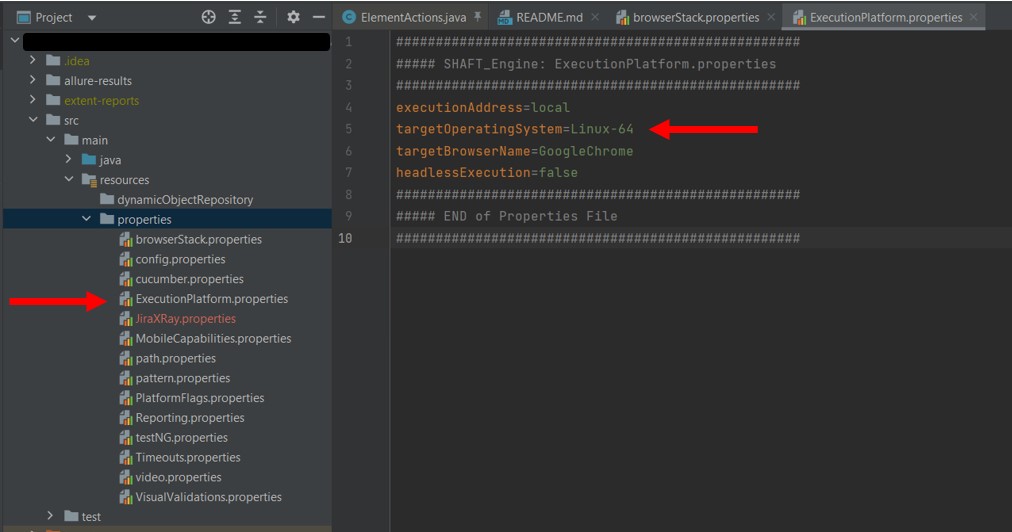 Project
ElementActions.java
README.md
browserStack.properties
ExecutionPlatform.properties
.idea
allure-results
extent-reports
src
main
java
resources
dynamicObjectRepository
properties
browserStack.properties
config.properties
cucumber.properties
ExecutionPlatform.properties
JiraXRay.properties
MobileCapabilities.properties
path.properties
pattern.properties
PlatformFlags.properties
Reporting.properties
testNG.properties
Timeouts.properties
video.properties
VisualValidations.properties
test
1 ###################################################
2 ##### SHAFT_Engine: ExecutionPlatform.properties
3 ###################################################
4 executionAddress=local
5 targetOperatingSystem=Linux-64
6 targetBrowserName=GoogleChrome
7 headlessExecution=false
8 ###################################################
9 ##### END of Properties File
10 ###################################################